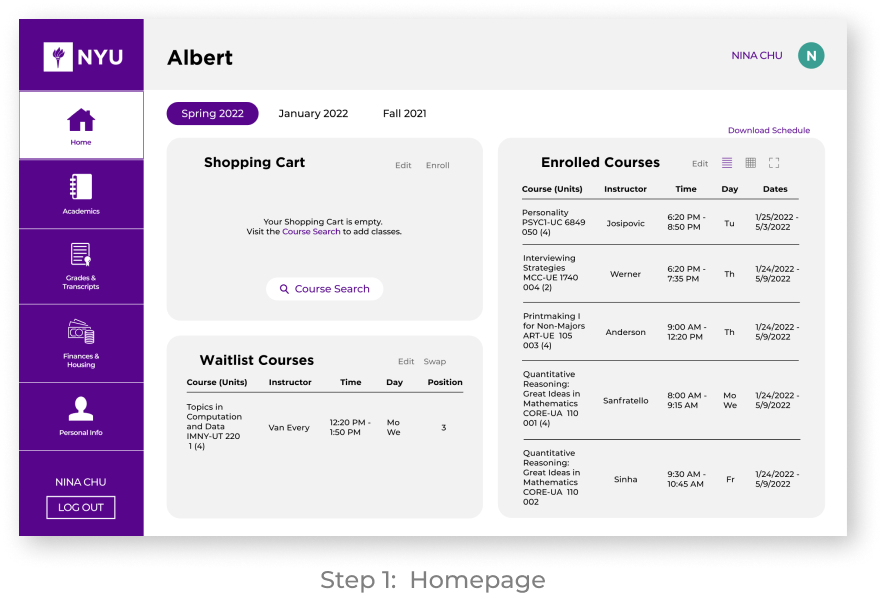 NYU
Albert
NINA CHU
N
Home
Academics
Grades &
Transcripts
Finances &
Housing
Personal Info
NINA CHU
LOG OUT
Spring 2022 January 2022 Fall 2021
Download Schedule
Shopping Cart Edit Enroll
Your Shopping Cart is empty.
Visit the Course Search to add classes.
Course Search
Waitlist Courses Edit Swap
Course (Units) Instructor Time Day Position
Topics in
Computation
and Data
IMNY-UT 220
1 (4)
Van Every
12:20 PM -
1:50 PM
Mo
We
3
Enrolled Courses Edit
Course (Units) Instructor Time Day Dates
Personality
PSYC1-UC 6849
050 (4)
Josipovic
6:20 PM -
8:50 PM
Tu
1/25/2022 -
5/3/2022
Interviewing
Strategies
MCC-UE 1740
004 (2)
Werner
6:20 PM -
7:35 PM
Th
1/24/2022 -
5/9/2022
Printmaking I
for Non-Majors
ART-UE 105
003 (4)
Anderson
9:00 AM -
12:20 PM
Th
1/24/2022 -
5/9/2022
Quantitative
Reasoning:
Great Ideas in
Mathematics
CORE-UA 110
001 (4)
Sanfratello
8:00 AM -
9:15 AM
Mo
We
1/24/2022 -
5/9/2022
Quantitative
Reasoning:
Great Ideas in
Mathematics
CORE-UA 110
002
Sinha
9:30 AM -
10:45 AM
Fr
1/24/2022 -
5/9/2022
Step 1: Homepage